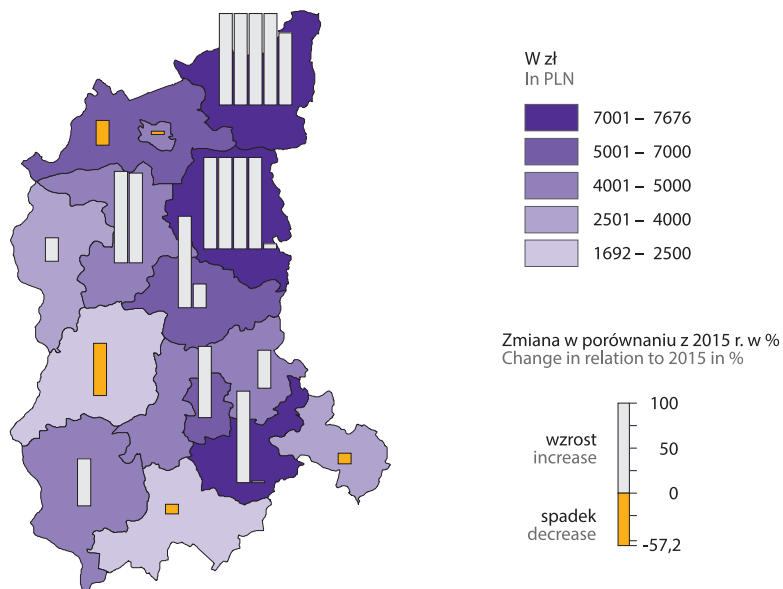 W zł
In PLN
7001 – 7676
5001 – 7000
4001 – 5000
2501 – 4000
1692 – 2500
Zmiana w porównaniu z 2015 r. w %
Change in relation to 2015 in %
100
wzrost
increase
50
0
spadek
decrease
-57,2